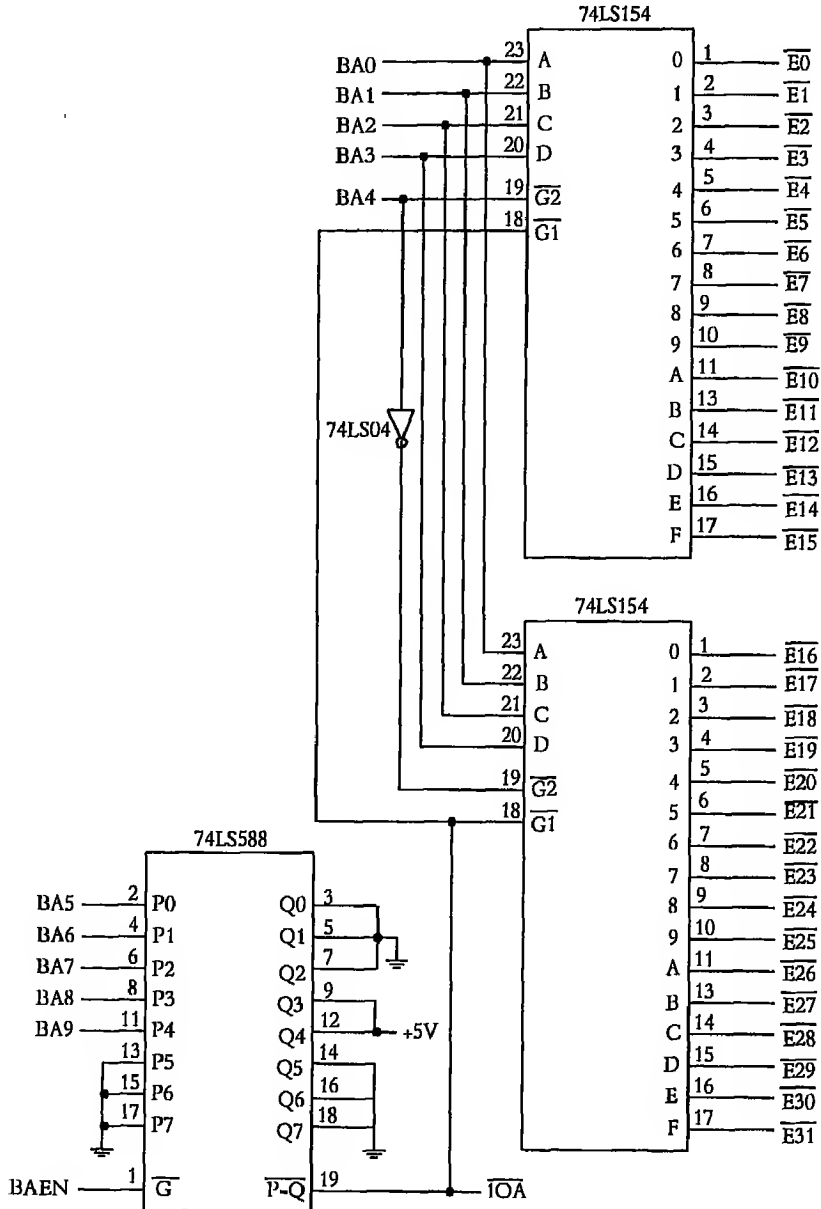 74LS154
BA0 23 A 0 1 E0
BA1 22 B 1 2 E1
BA2 21 C 2 3 E2
BA3 20 D 3 4 E3
BA4 19 G2 4 5 E4
18 G1 5 6 E5
6 7 E6
7 8 E7
8 9 E8
9 10 E9
A 11 E10
74LS04 B 13 E11
C 14 E12
D 15 E13
E 16 E14
F 17 E15
74LS154
23 A 0 1 E16
22 B 1 2 E17
21 C 2 3 E18
20 D 3 4 E19
19 G2 4 5 E20
18 G1 5 6 E21
74LS588 6 7 E22
7 8 E23
BA5 2 P0 Q0 3 8 9 E24
BA6 4 P1 Q1 5 9 10 E25
BA7 6 P2 Q2 7 A 11 E26
BA8 8 P3 Q3 9 B 13 E27
BA9 11 P4 Q4 12 +5V C 14 E28
13 P5 Q5 14 D 15 E29
15 P6 Q6 16 E 16 E30
17 P7 Q7 18 F 17 E31
BAEN 1 G P=Q 19 IOA